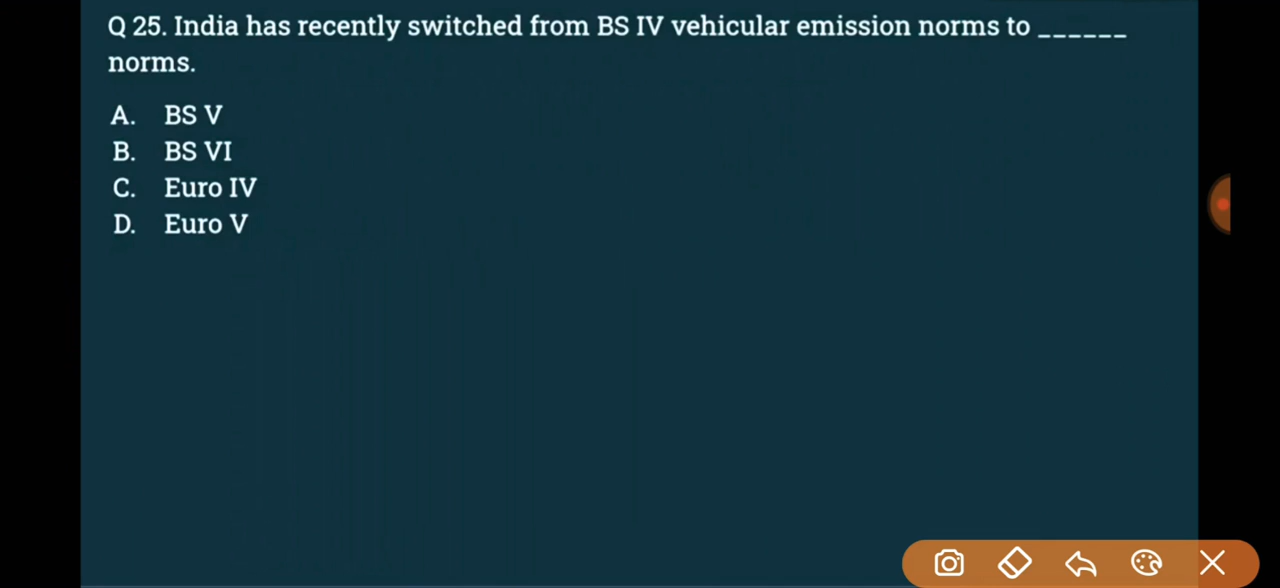 Q 25. India has recently switched from BS IV vehicular emission norms to ______
norms.
A. BS V
B. BS VI
C. Euro IV
D. Euro V